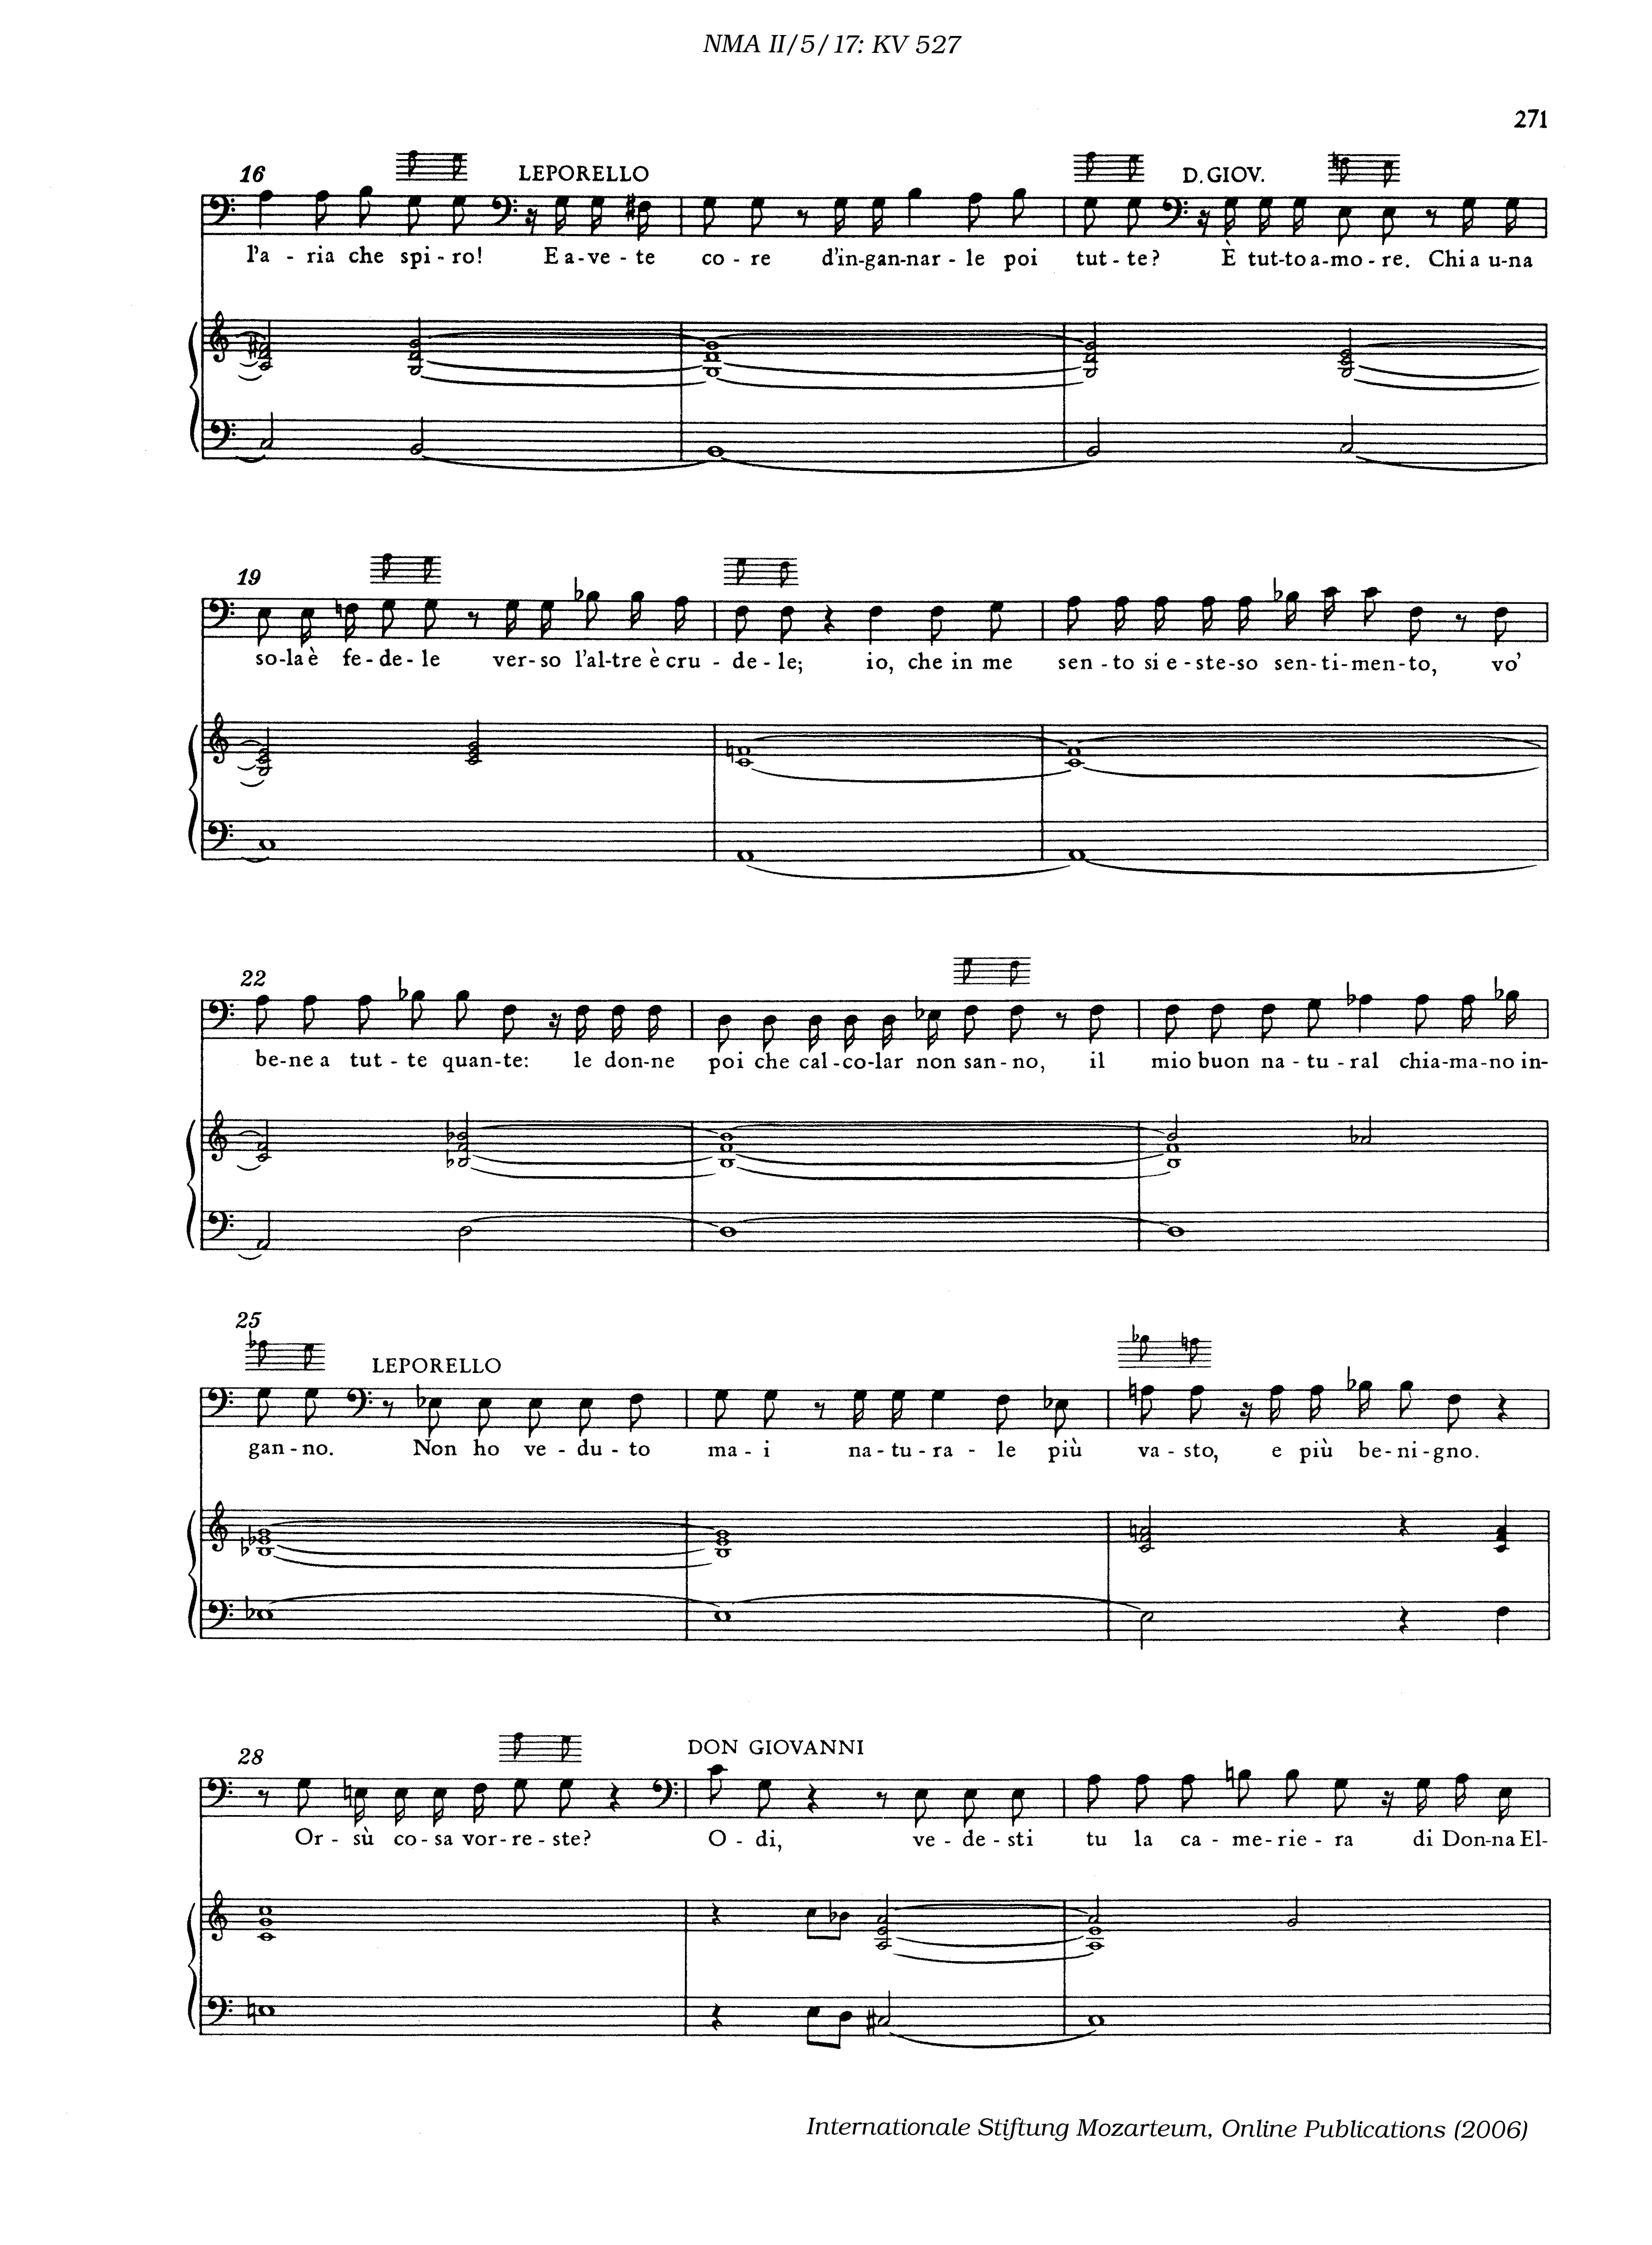 NMA II/5/17: KV 527
271
16
LEPORELLO
D. GIOV.
l'a - ria che spi - ro! E a - ve - te co - re d'in-gan-nar - le poi tut - te? È tut-to a-mo - re. Chi a u-na
19
so-la è fe - de - le ver - so l'al-tre è cru - de - le; io, che in me sen - to sì e - ste-so sen - ti-men-to, vo'
22
be-ne a tut - te quan-te: le don-ne poi che cal-co-lar non san-no, il mio buon na - tu - ral chia-ma-no in-
25
LEPORELLO
gan - no. Non ho ve - du - to ma - i na - tu - ra - le più va - sto, e più be - ni - gno.
28
DON GIOVANNI
Or - sù co - sa vor - re - ste? O - di, ve - de - sti tu la ca - me - rie - ra di Don-na El-
Internationale Stiftung Mozarteum, Online Publications (2006)